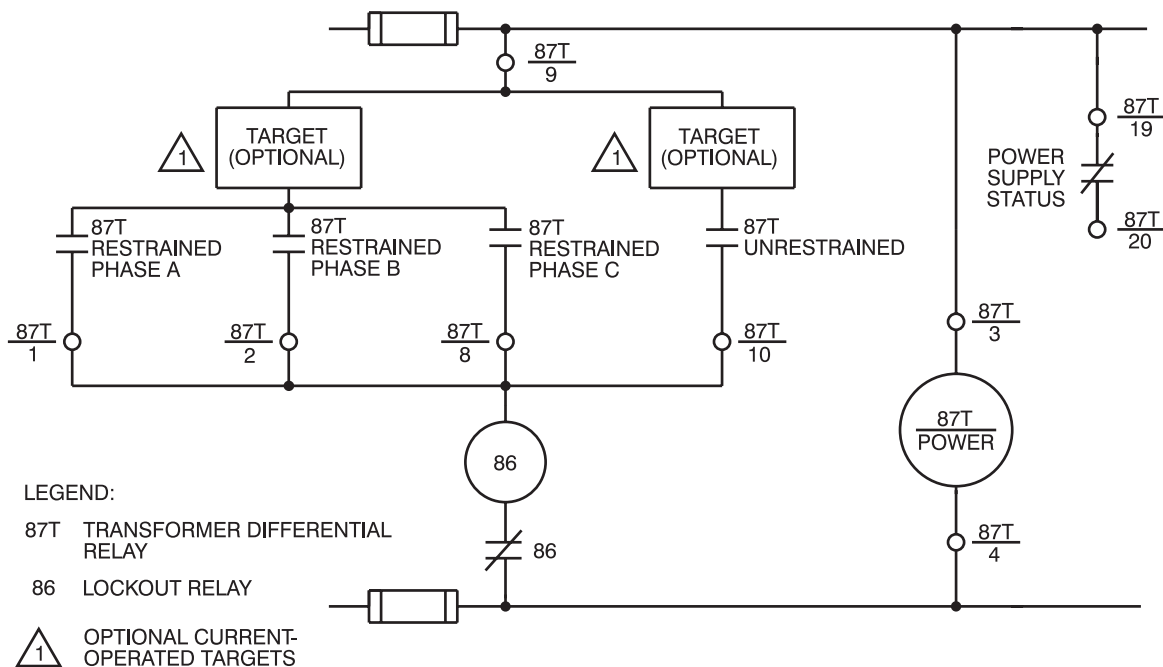 87T
9
TARGET
(OPTIONAL)
1
TARGET
(OPTIONAL)
1
87T
19
POWER
SUPPLY
STATUS
87T
20
87T
RESTRAINED
PHASE A
87T
RESTRAINED
PHASE B
87T
RESTRAINED
PHASE C
87T
UNRESTRAINED
87T
1
87T
2
87T
8
87T
10
87T
3
87T
POWER
87T
4
86
86
LEGEND:
87T TRANSFORMER DIFFERENTIAL
RELAY
86 LOCKOUT RELAY
1 OPTIONAL CURRENT-
OPERATED TARGETS